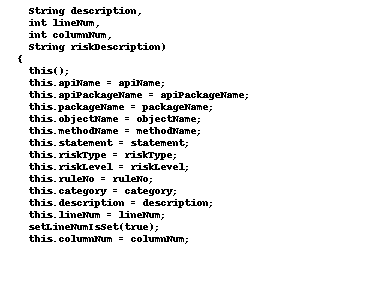 String description,
int lineNum,
int columnNum,
String riskDescription)
{
this();
this.apiName = apiName;
this.apiPackageName = apiPackageName;
this.packageName = packageName;
this.objectName = objectName;
this.methodName = methodName;
this.statement = statement;
this.riskType = riskType;
this.riskLevel = riskLevel;
this.ruleNo = ruleNo;
this.category = category;
this.description = description;
this.lineNum = lineNum;
setLineNumIsSet(true);
this.columnNum = columnNum;